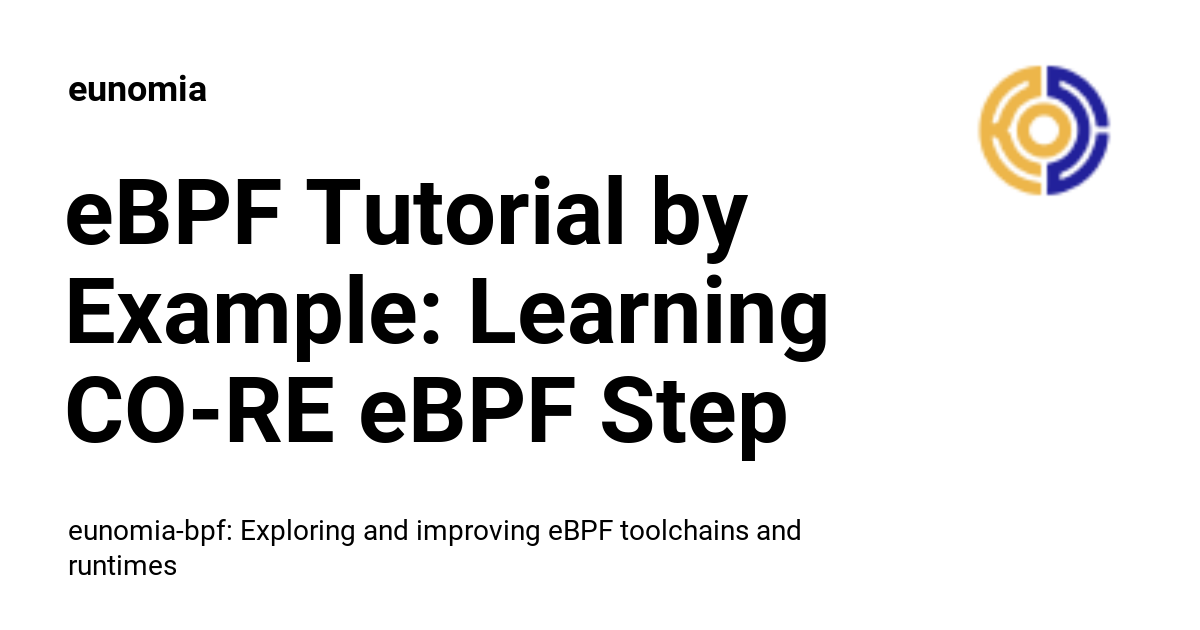 eunomia
eBPF Tutorial by
Example: Learning
CO-RE eBPF Step
eunomia-bpf: Exploring and improving eBPF toolchains and
runtimes